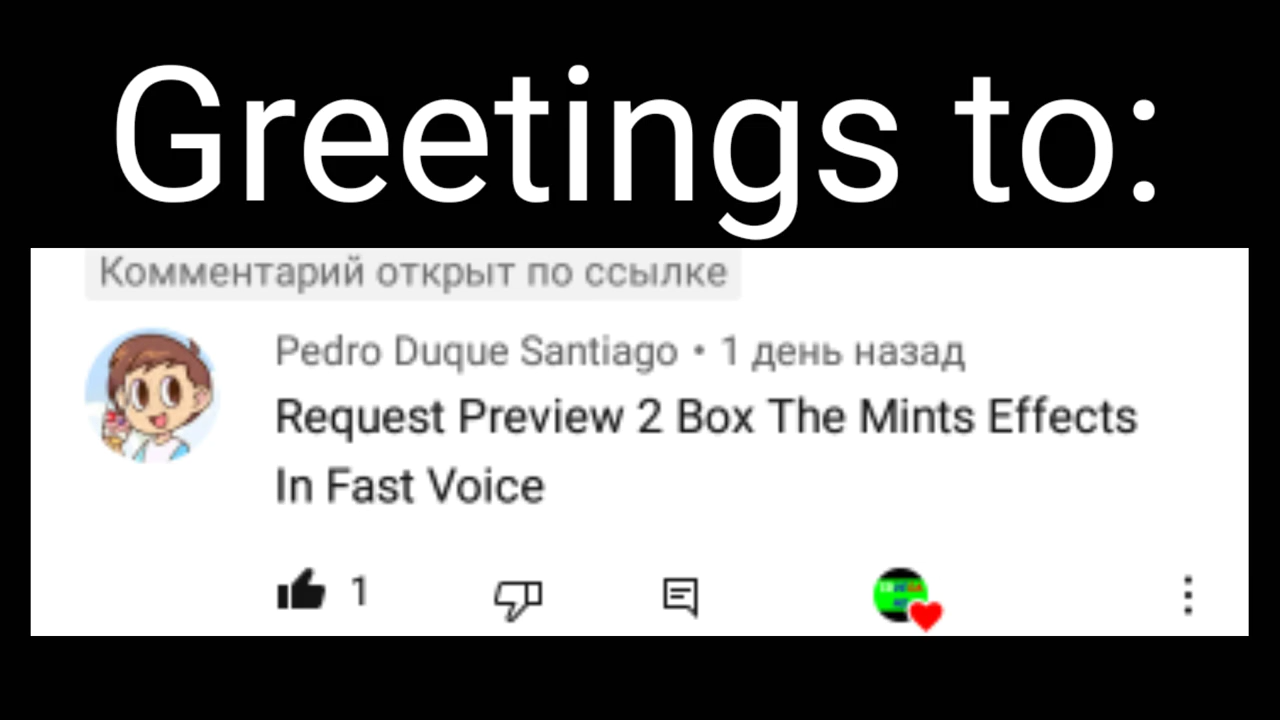 Greetings to:
Комментарий открыт по ссылке
Pedro Duque Santiago • 1 день назад
Request Preview 2 Box The Mints Effects
In Fast Voice
1